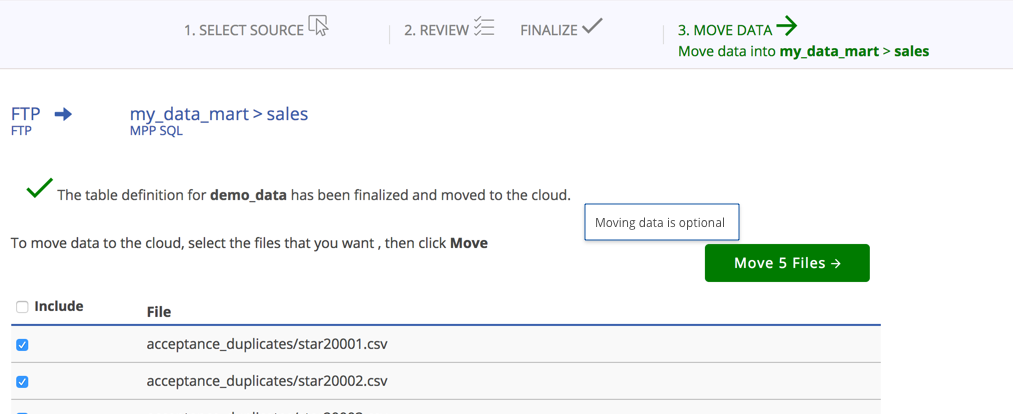 1. SELECT SOURCE
2. REVIEW
FINALIZE
3. MOVE DATA
Move data into my_data_mart > sales
FTP
my_data_mart > sales
FTP
MPP SQL
The table definition for demo_data has been finalized and moved to the cloud.
Moving data is optional
To move data to the cloud, select the files that you want , then click Move
Move 5 Files →
Include
File
acceptance_duplicates/star20001.csv
acceptance_duplicates/star20002.csv